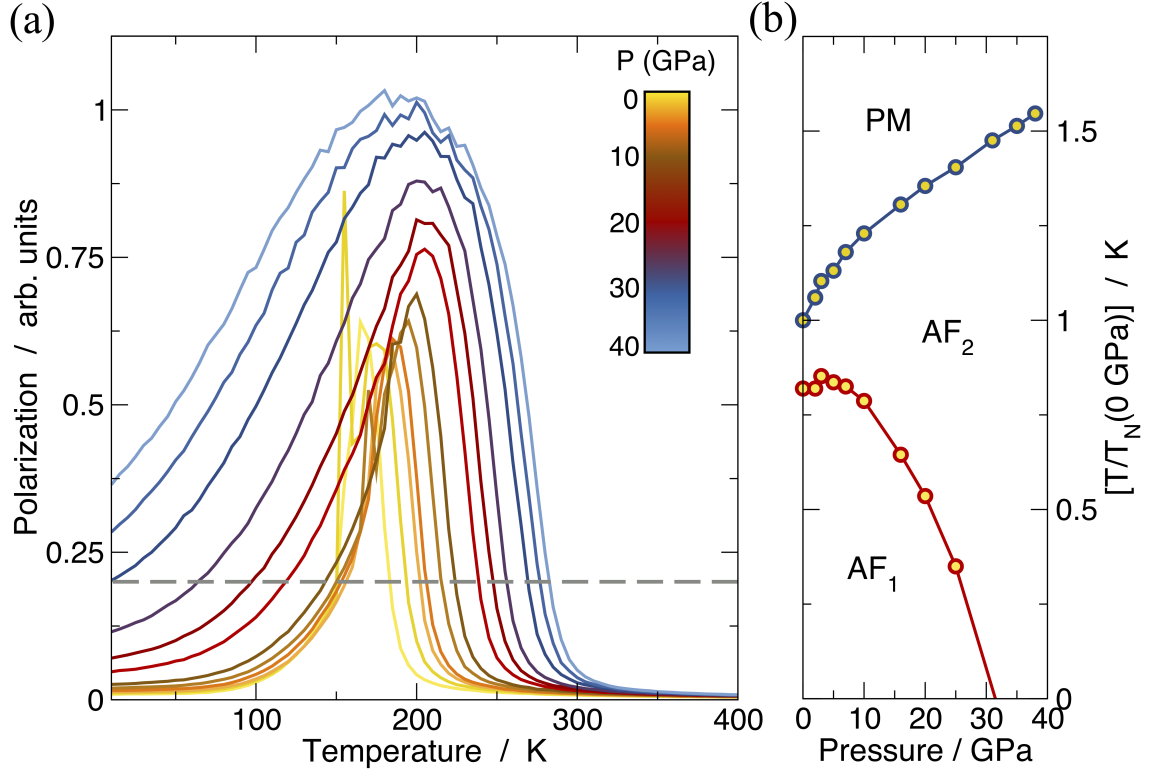 (a)
Polarization / arb. units
1
0.75
0.5
0.25
0
100
200
300
400
Temperature / K
P (GPa)
0
10
20
30
40
(b)
PM
AF2
AF1
1.5
1
0.5
0
[T/TN(0 GPa)] / K
0
10
20
30
40
Pressure / GPa